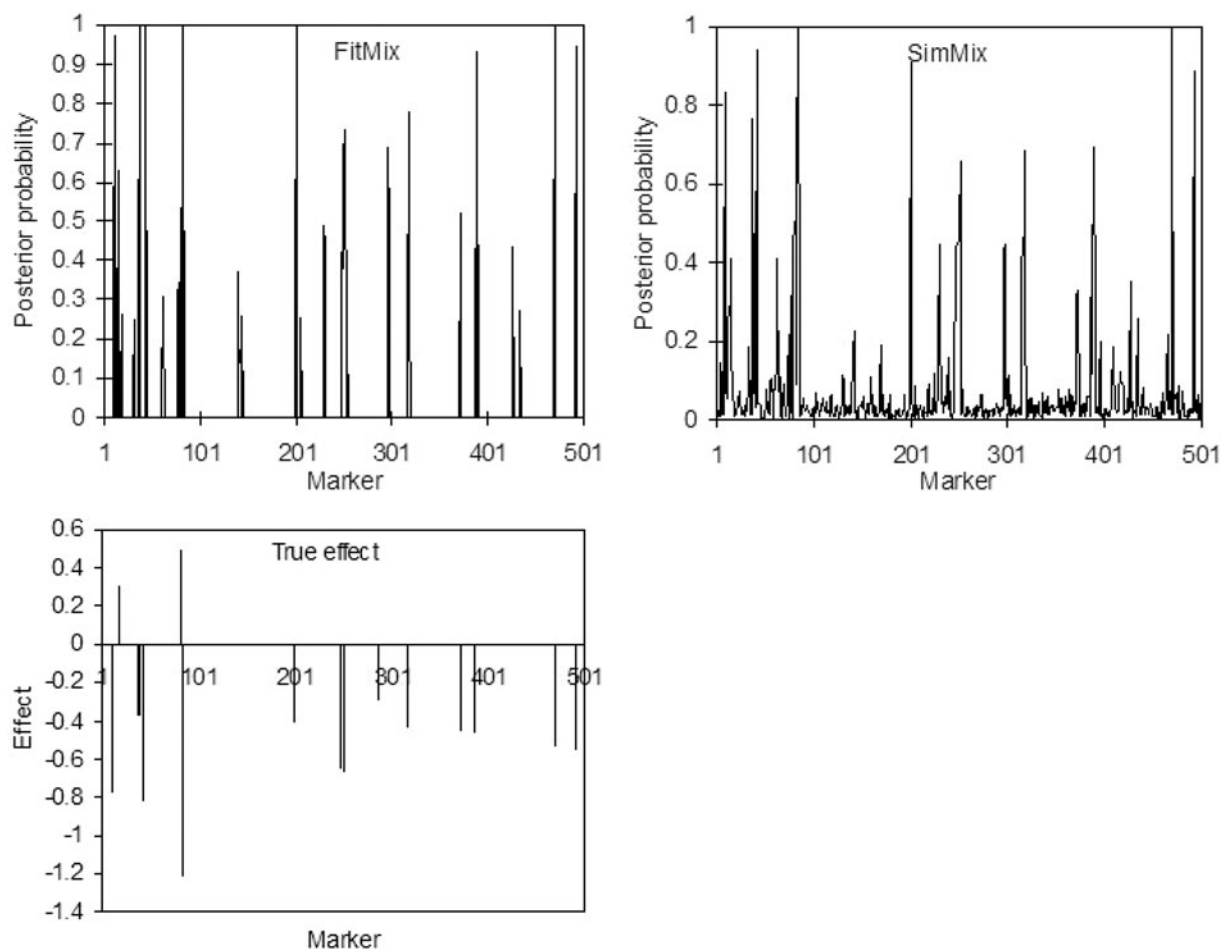 FitMix
Posterior probability
1
0.9
0.8
0.7
0.6
0.5
0.4
0.3
0.2
0.1
0
1 101 201 301 401 501
Marker
SimMix
Posterior probability
1
0.8
0.6
0.4
0.2
0
1 101 201 301 401 501
Marker
True effect
Effect
0.6
0.4
0.2
0
-0.2
-0.4
-0.6
-0.8
-1
-1.2
-1.4
1 101 201 301 401 501
Marker